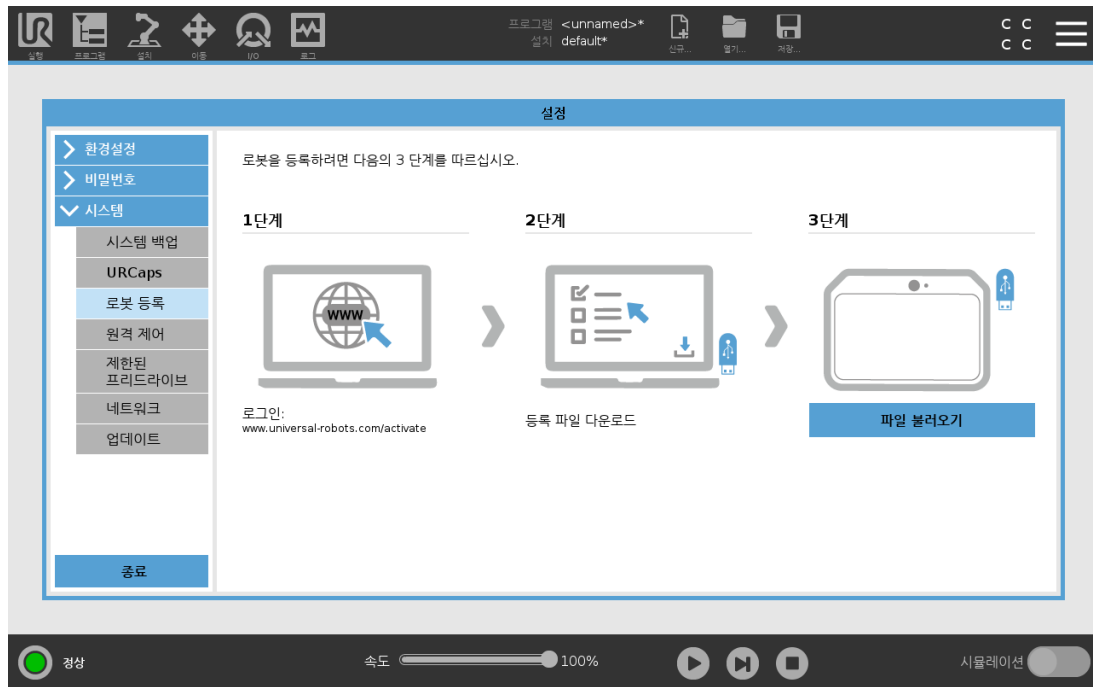 프로그램 <unnamed>*
설치 default*
C C
C C
실행 프로그램 설치 이동 I/O 로그 신규... 열기... 저장...
설정
환경설정
비밀번호
시스템
시스템 백업
URCaps
로봇 등록
원격 제어
제한된
프리드라이브
네트워크
업데이트
종료
로봇을 등록하려면 다음의 3 단계를 따르십시오.
1단계
2단계
3단계
WWW
로그인:
www.universal-robots.com/activate
등록 파일 다운로드
파일 불러오기
정상
속도 100%
시뮬레이션